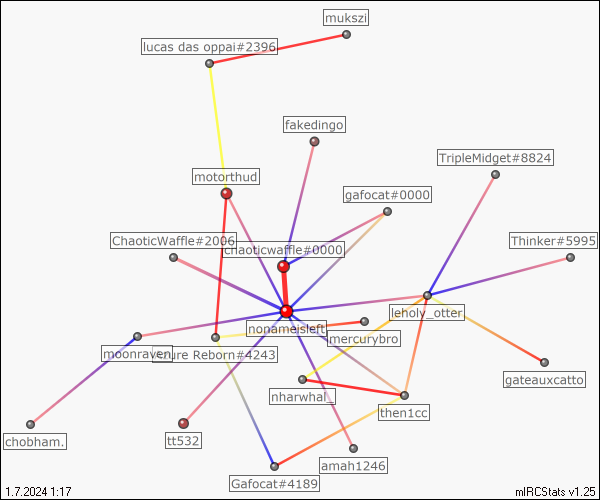 mukszi
lucas das oppai#2396
fakedingo
TripleMidget#8824
motorthud
gafocat#0000
ChaoticWaffle#2006
chaoticwaffle#0000
Thinker#5995
leholy_otter
nonameisleft
mercurybro
moonraven
nure Reborn#4243
gateauxcatto
nharwhal_
then1cc
chobham.
tt532
amah1246
Gafocat#4189
1.7.2024 1:17
mIRCStats v1.25